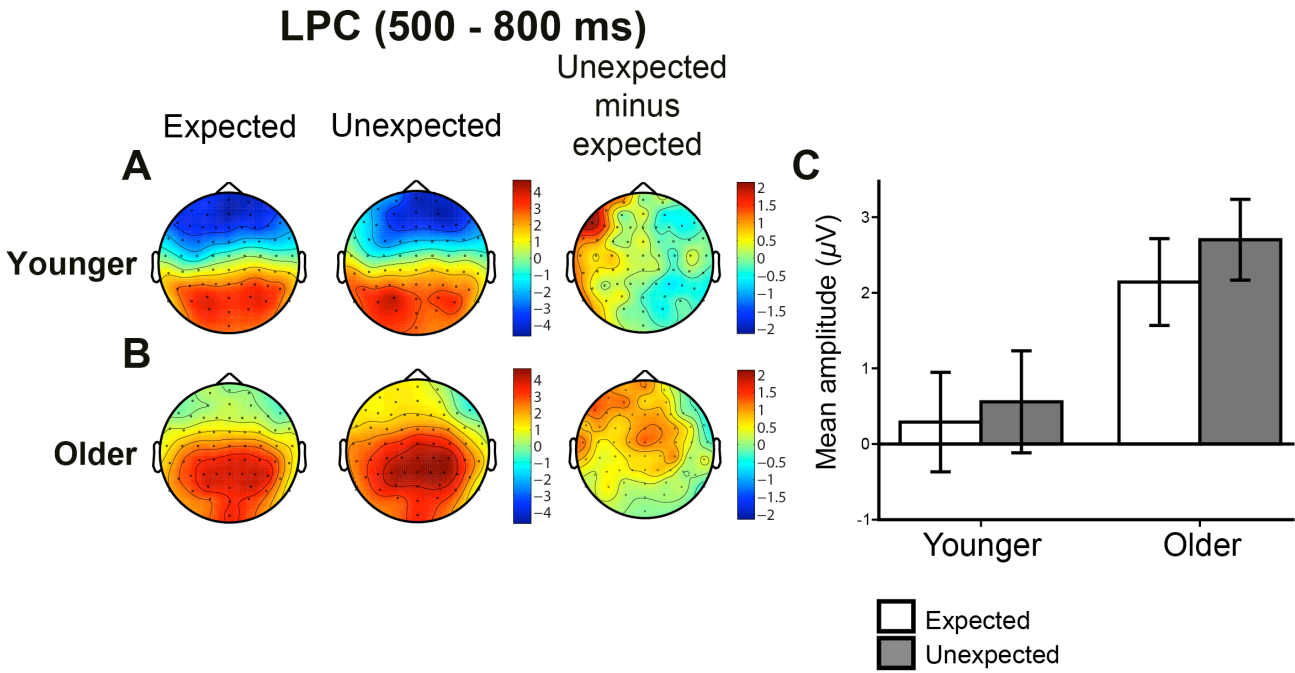 LPC (500 - 800 ms)
Expected
Unexpected
Unexpected
minus
expected
A
Younger
4
3
2
1
0
−1
−2
−3
−4
2
1.5
1
0.5
0
−0.5
−1
−1.5
−2
B
Older
4
3
2
1
0
−1
−2
−3
−4
2
1.5
1
0.5
0
−0.5
−1
−1.5
−2
C
Mean amplitude (µV)
3
2
1
0
-1
Younger
Older
Expected
Unexpected